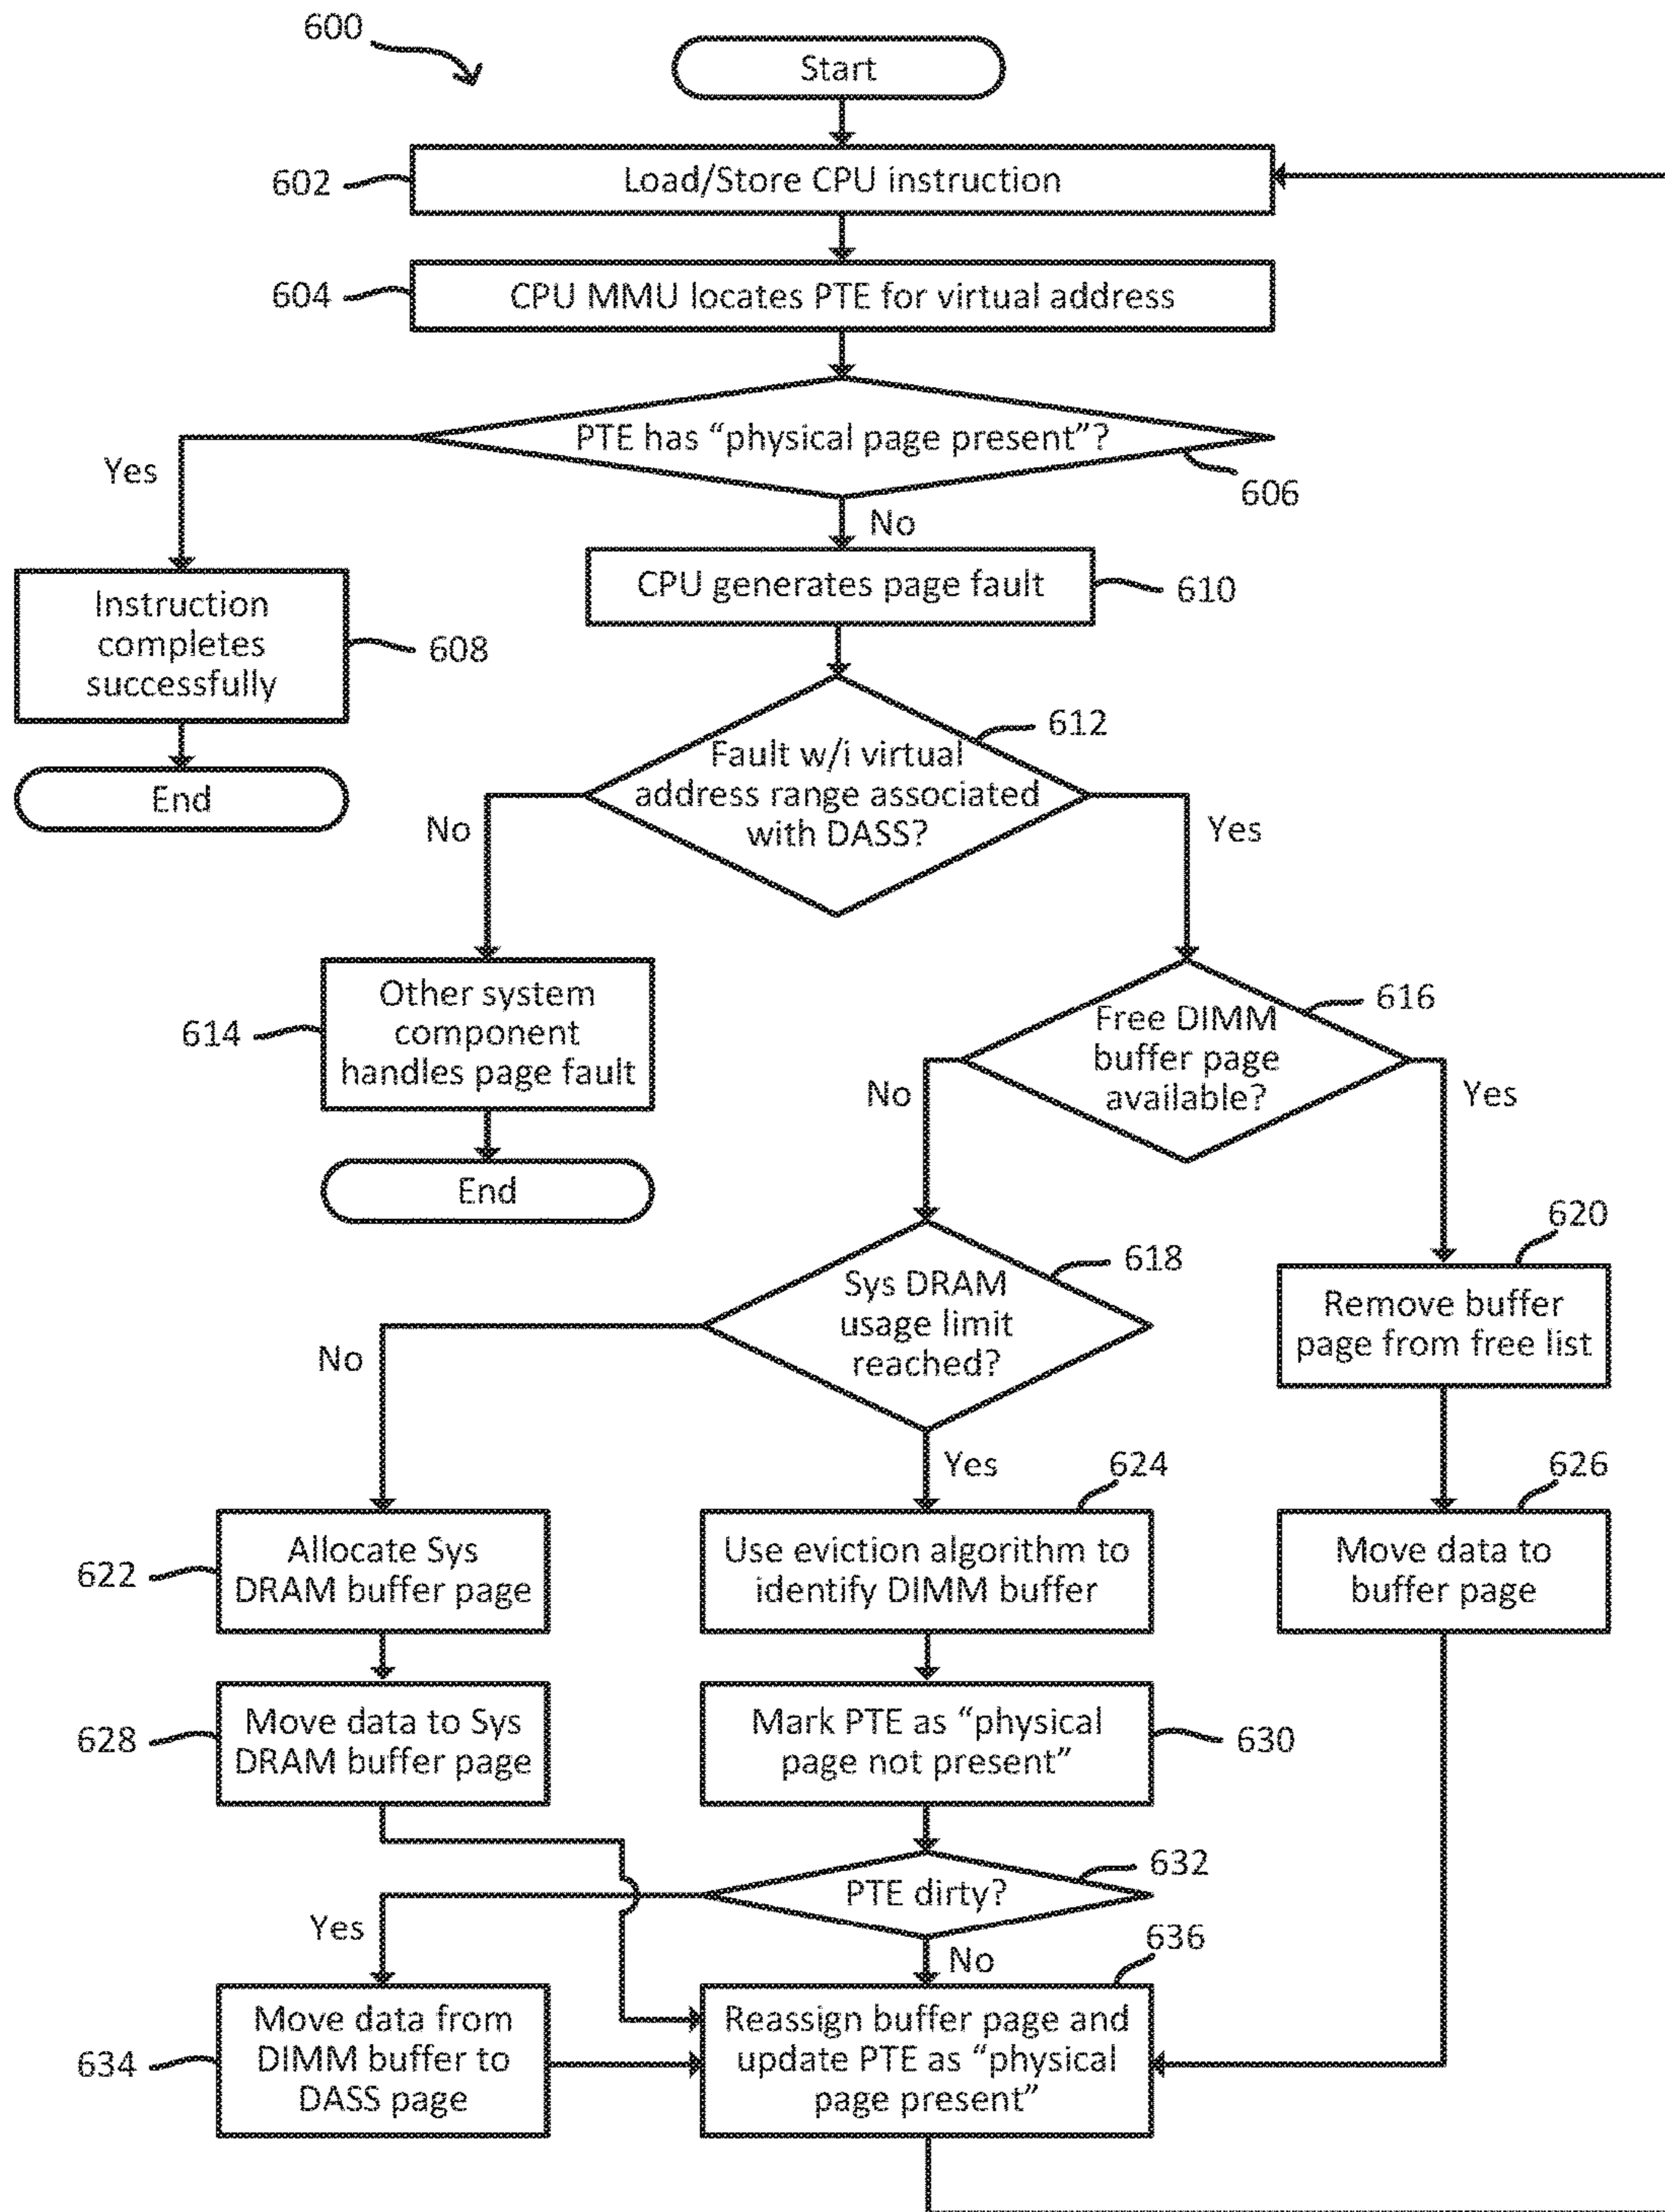 600
Start
602
Load/Store CPU instruction
604
CPU MMU locates PTE for virtual address
PTE has “physical page present”?
606
Yes
No
Instruction
completes
successfully
608
CPU generates page fault
610
End
612
Fault w/i virtual
address range associated
with DASS?
No
Yes
614
Other system
component
handles page fault
End
616
Free DIMM
buffer page
available?
No
Yes
618
Sys DRAM
usage limit
reached?
No
Yes
620
Remove buffer
page from free list
622
Allocate Sys
DRAM buffer page
624
Use eviction algorithm to
identify DIMM buffer
626
Move data to
buffer page
628
Move data to Sys
DRAM buffer page
Mark PTE as “physical
page not present”
630
632
PTE dirty?
Yes
No
634
Move data from
DIMM buffer to
DASS page
636
Reassign buffer page and
update PTE as “physical
page present”